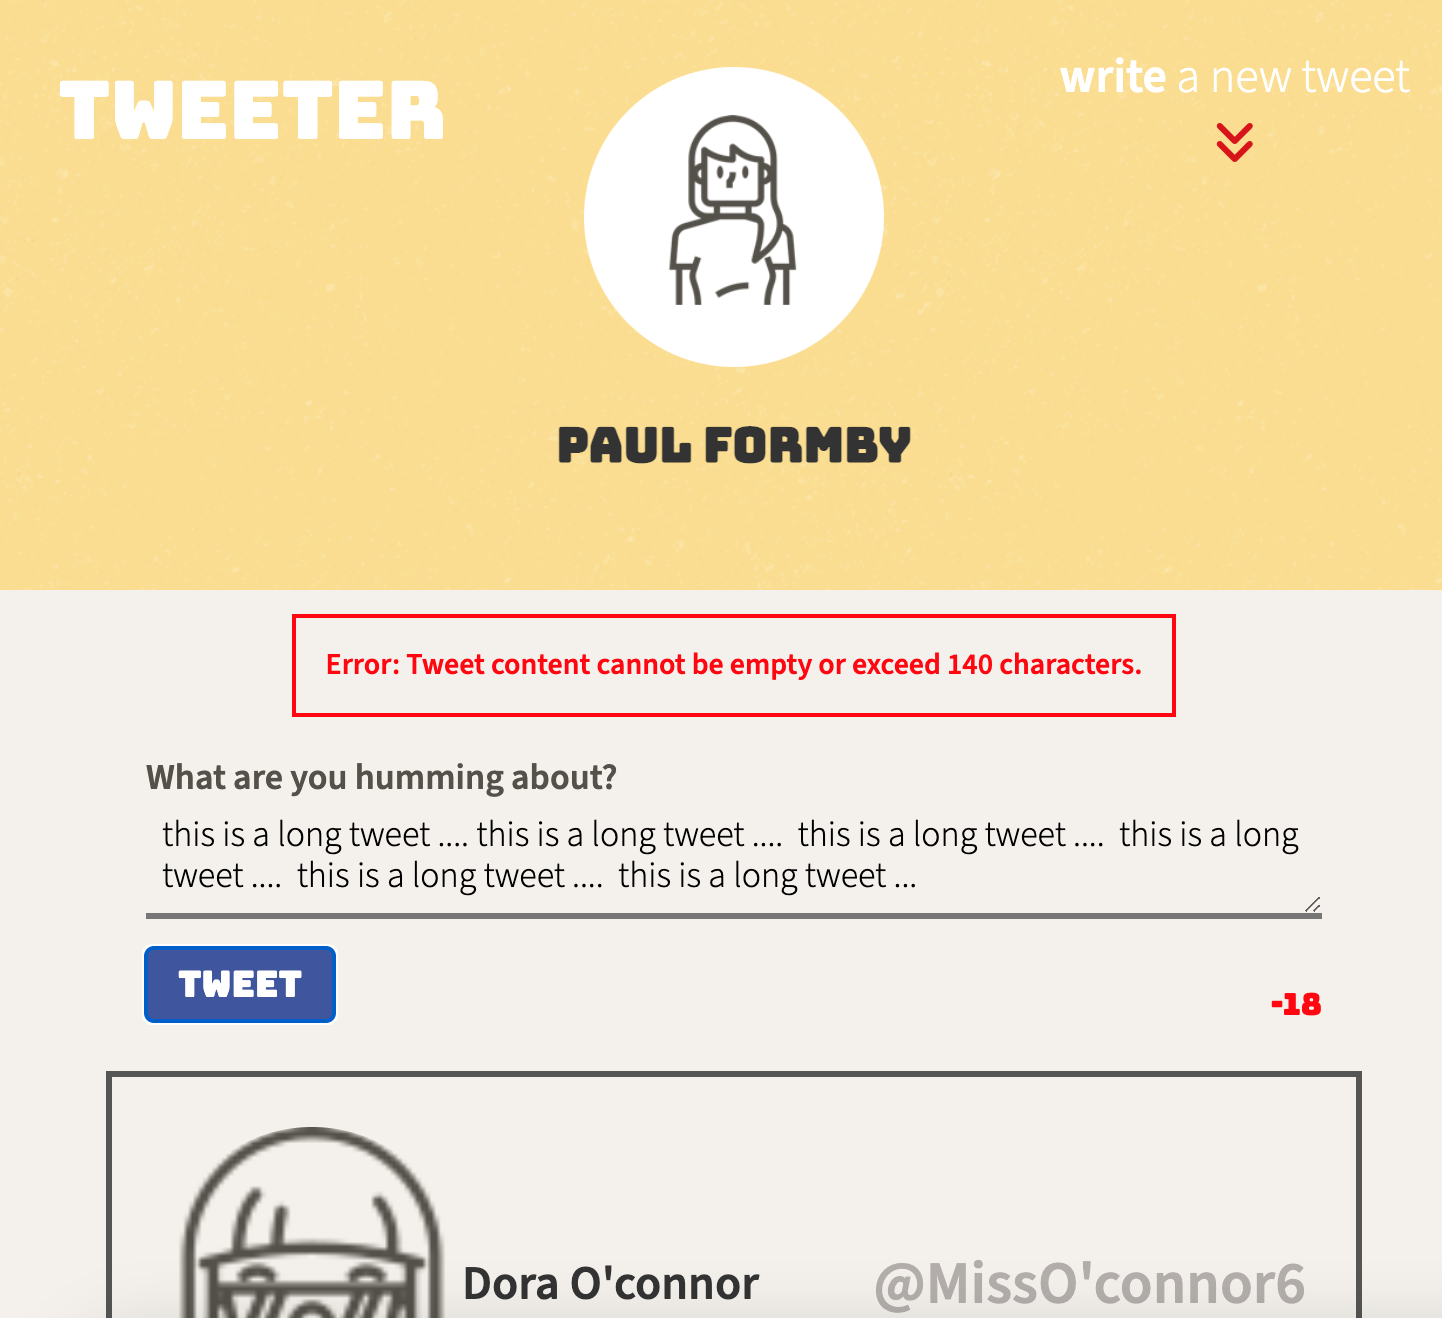 TWEETER
write a new tweet
PAUL FORMBY
Error: Tweet content cannot be empty or exceed 140 characters.
What are you humming about?
this is a long tweet .... this is a long tweet ....  this is a long tweet ....  this is a long
tweet ....  this is a long tweet ....  this is a long tweet ...
TWEET
-18
Dora O'connor
@MissO'connor6